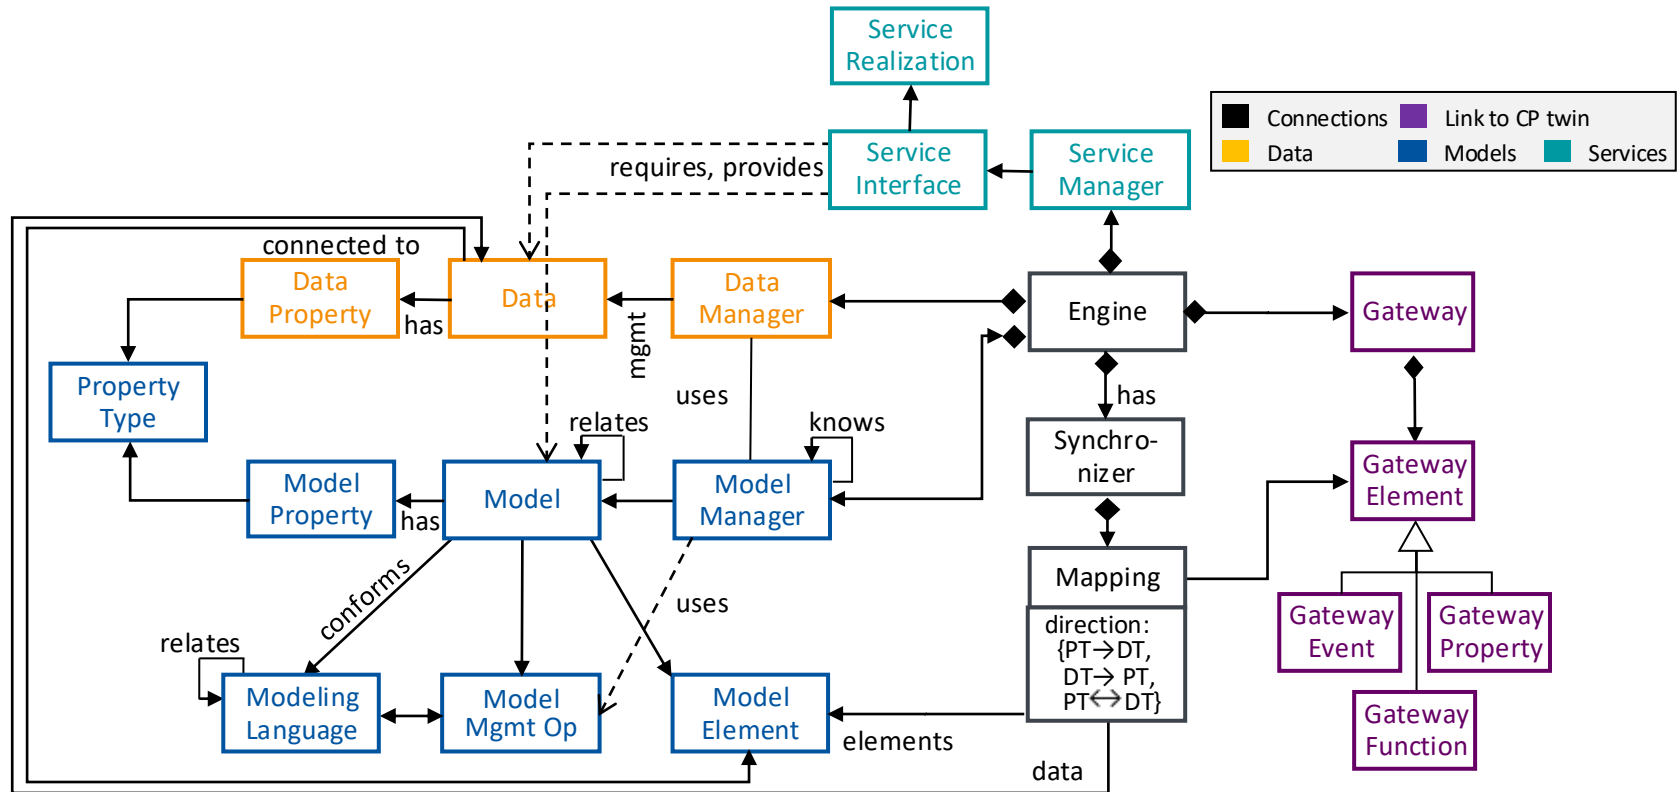 Service
Realization
Connections
Link to CP twin
Data
Models
Services
requires, provides
Service
Interface
Service
Manager
connected to
Data
Property
has
Data
mgmt
Data
Manager
Engine
Gateway
Property
Type
uses
has
relates
knows
Synchro-
nizer
Gateway
Element
Model
Property
has
Model
Model
Manager
conforms
uses
Mapping
direction:
{PT→DT,
DT→ PT,
PT↔DT}
Gateway
Event
Gateway
Property
relates
Modeling
Language
Model
Mgmt Op
Model
Element
elements
Gateway
Function
data